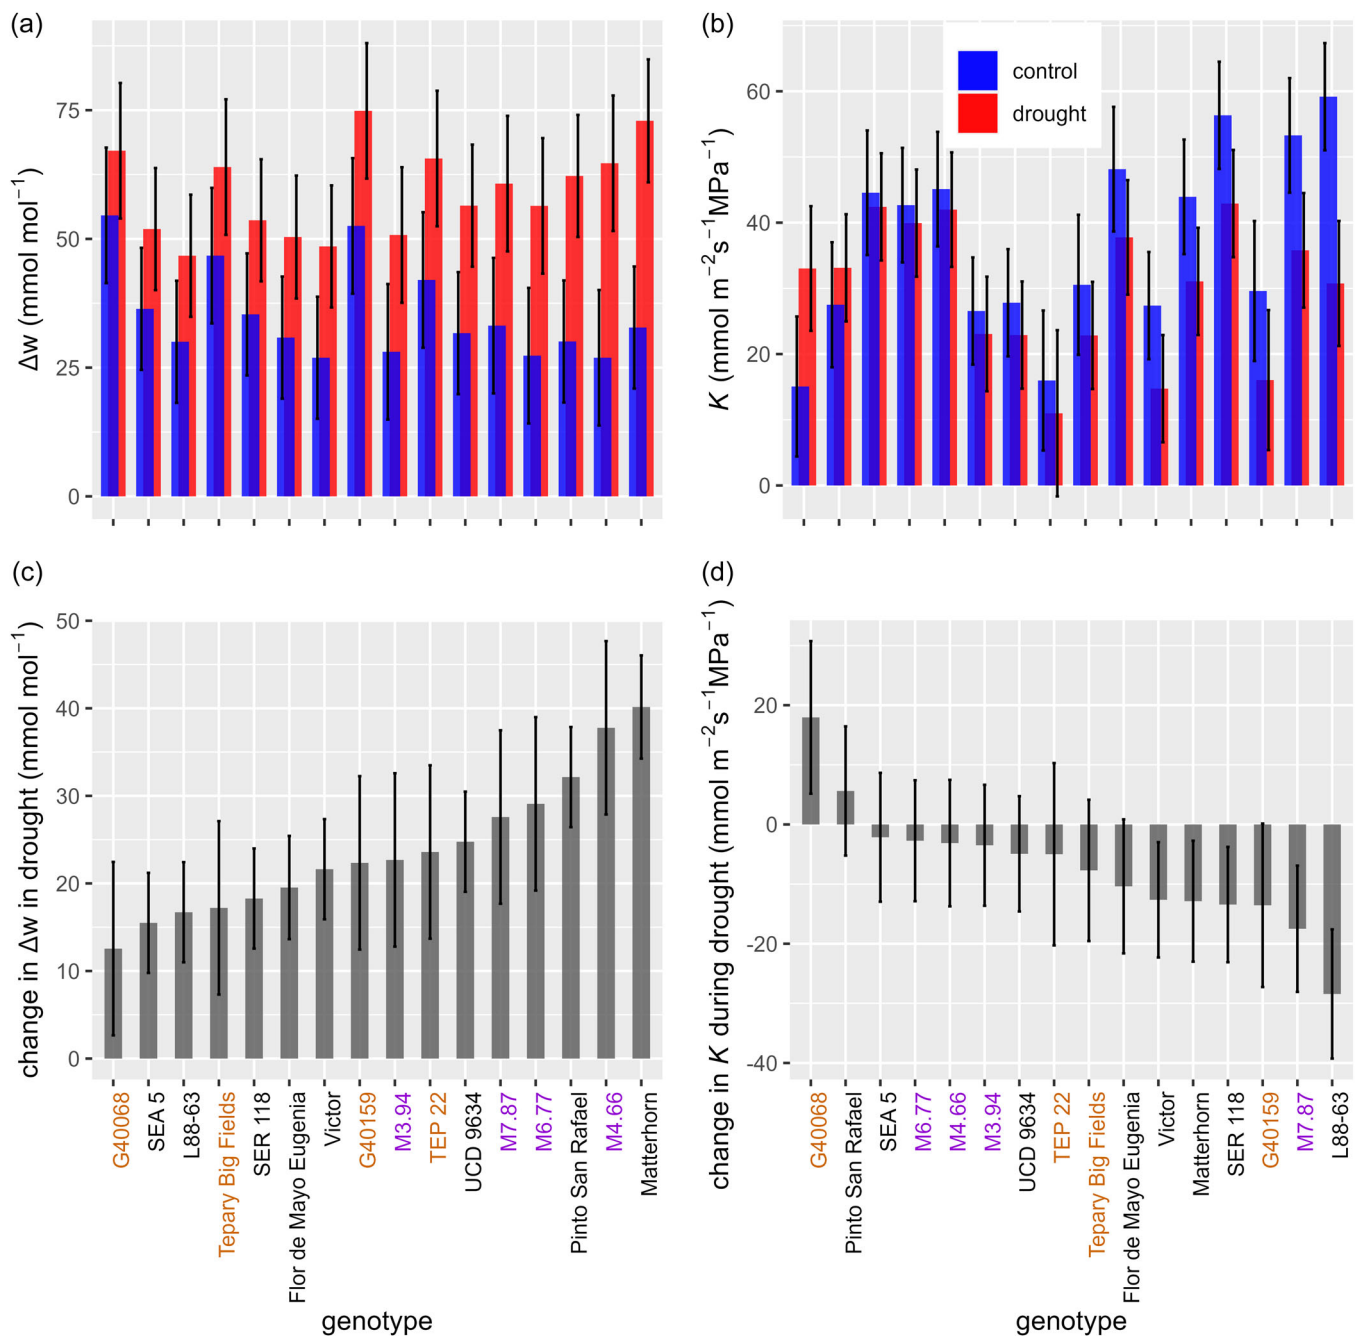 (a)
Δw (mmol mol−1)
75
50
25
0
(b)
K (mmol m−2s−1MPa−1)
60
40
20
0
control
drought
(c)
change in Δw in drought (mmol mol−1)
50
40
30
20
10
0
G40068
SEA 5
L88-63
Tepary Big Fields
SER 118
Flor de Mayo Eugenia
Victor
G40159
M3.94
TEP 22
UCD 9634
M7.87
M6.77
Pinto San Rafael
M4.66
Matterhorn
genotype
(d)
change in K during drought (mmol m−2s−1MPa−1)
20
0
-20
-40
G40068
Pinto San Rafael
SEA 5
M6.77
M4.66
M3.94
UCD 9634
TEP 22
Tepary Big Fields
Flor de Mayo Eugenia
Victor
Matterhorn
SER 118
G40159
M7.87
L88-63
genotype